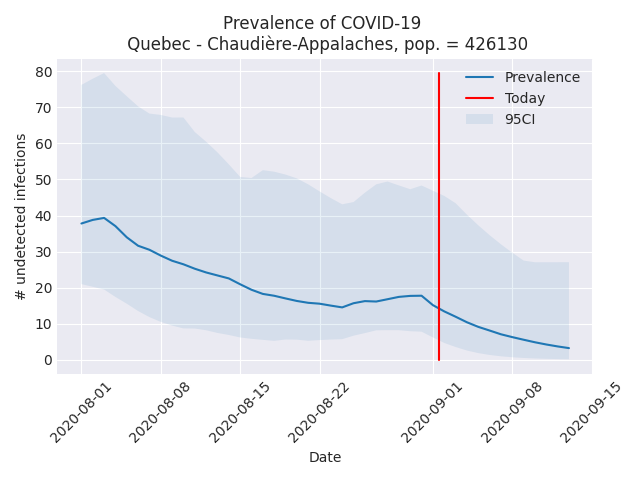 Prevalence of COVID-19
Quebec - Chaudière-Appalaches, pop. = 426130
80
70
60
50
40
30
20
10
0
# undetected infections
Prevalence
Today
95CI
2020-08-01
2020-08-08
2020-08-15
2020-08-22
2020-09-01
2020-09-08
2020-09-15
Date